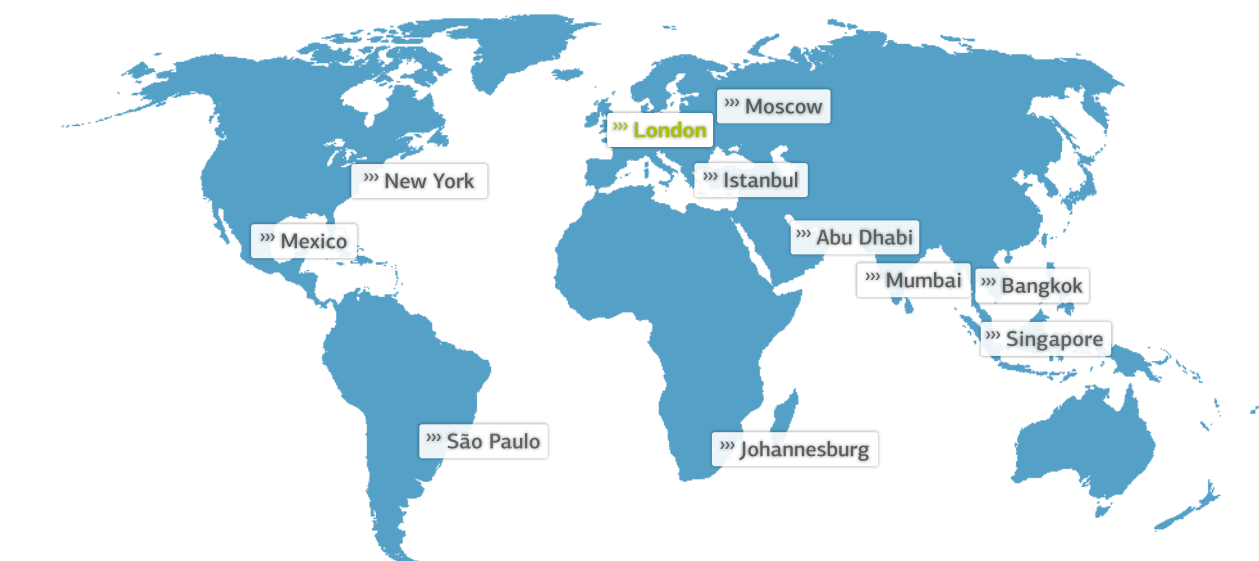 ››› Moscow
››› London
››› New York
››› Istanbul
››› Mexico
››› Abu Dhabi
››› Mumbai
››› Bangkok
››› Singapore
››› São Paulo
››› Johannesburg